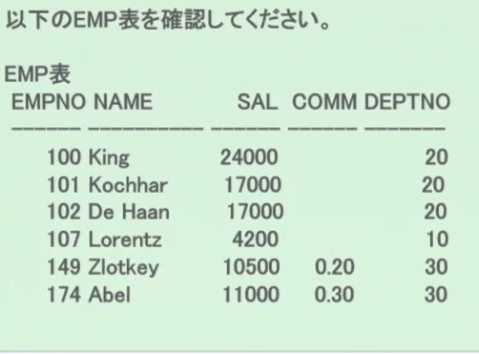 以下のEMP表を確認してください。
EMP表
EMPNO NAME SAL COMM DEPTNO
------ ---------- ------ ------ -------
100 King 24000 20
101 Kochhar 17000 20
102 De Haan 17000 20
107 Lorentz 4200 10
149 Zlotkey 10500 0.20 30
174 Abel 11000 0.30 30